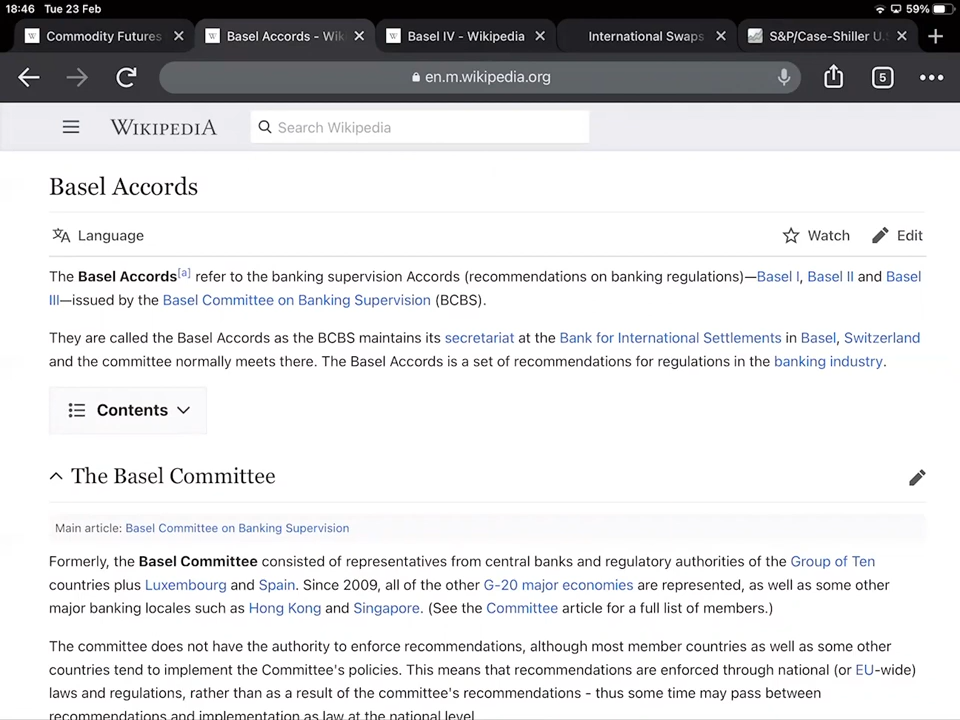 18:46 Tue 23 Feb 59%
Commodity Futures Basel Accords - Wik Basel IV - Wikipedia International Swaps S&P/Case-Shiller U.S
en.m.wikipedia.org 5
WIKIPEDIA Search Wikipedia
Basel Accords
Language Watch Edit
The Basel Accords[a] refer to the banking supervision Accords (recommendations on banking regulations)—Basel I, Basel II and Basel
III—issued by the Basel Committee on Banking Supervision (BCBS).
They are called the Basel Accords as the BCBS maintains its secretariat at the Bank for International Settlements in Basel, Switzerland
and the committee normally meets there. The Basel Accords is a set of recommendations for regulations in the banking industry.
Contents
The Basel Committee
Main article: Basel Committee on Banking Supervision
Formerly, the Basel Committee consisted of representatives from central banks and regulatory authorities of the Group of Ten
countries plus Luxembourg and Spain. Since 2009, all of the other G-20 major economies are represented, as well as some other
major banking locales such as Hong Kong and Singapore. (See the Committee article for a full list of members.)
The committee does not have the authority to enforce recommendations, although most member countries as well as some other
countries tend to implement the Committee's policies. This means that recommendations are enforced through national (or EU-wide)
laws and regulations, rather than as a result of the committee's recommendations - thus some time may pass between
recommendations and implementation as law at the national level